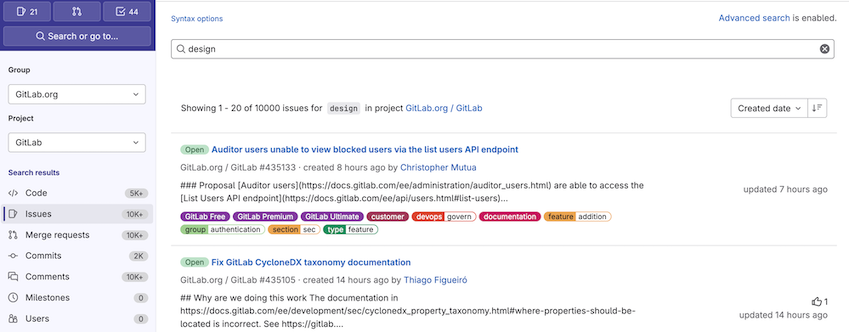 21 44
Search or go to...
Group
GitLab.org
Project
GitLab
Search results
Code 5K+
Issues 10K+
Merge requests 10K+
Commits 2K
Comments 10K+
Milestones 0
Users 0
Syntax options
Advanced search is enabled.
design
Showing 1 - 20 of 10000 issues for design in project GitLab.org / GitLab
Created date
Open Auditor users unable to view blocked users via the list users API endpoint
GitLab.org / GitLab #435133 · created 8 hours ago by Christopher Mutua
### Proposal [Auditor users](https://docs.gitlab.com/ee/administration/auditor_users.html) are able to access the
[List Users API endpoint](https://docs.gitlab.com/ee/api/users.html#list-users)...
updated 7 hours ago
GitLab Free GitLab Premium GitLab Ultimate customer devops govern documentation feature addition
group authentication section sec type feature
Open Fix GitLab CycloneDX taxonomy documentation
GitLab.org / GitLab #435105 · created 14 hours ago by Thiago Figueiró
## Why are we doing this work The documentation in
https://docs.gitlab.com/ee/development/sec/cyclonedx_property_taxonomy.html#where-properties-should-be-
located is incorrect. See https://gitlab....
1
updated 14 hours ago